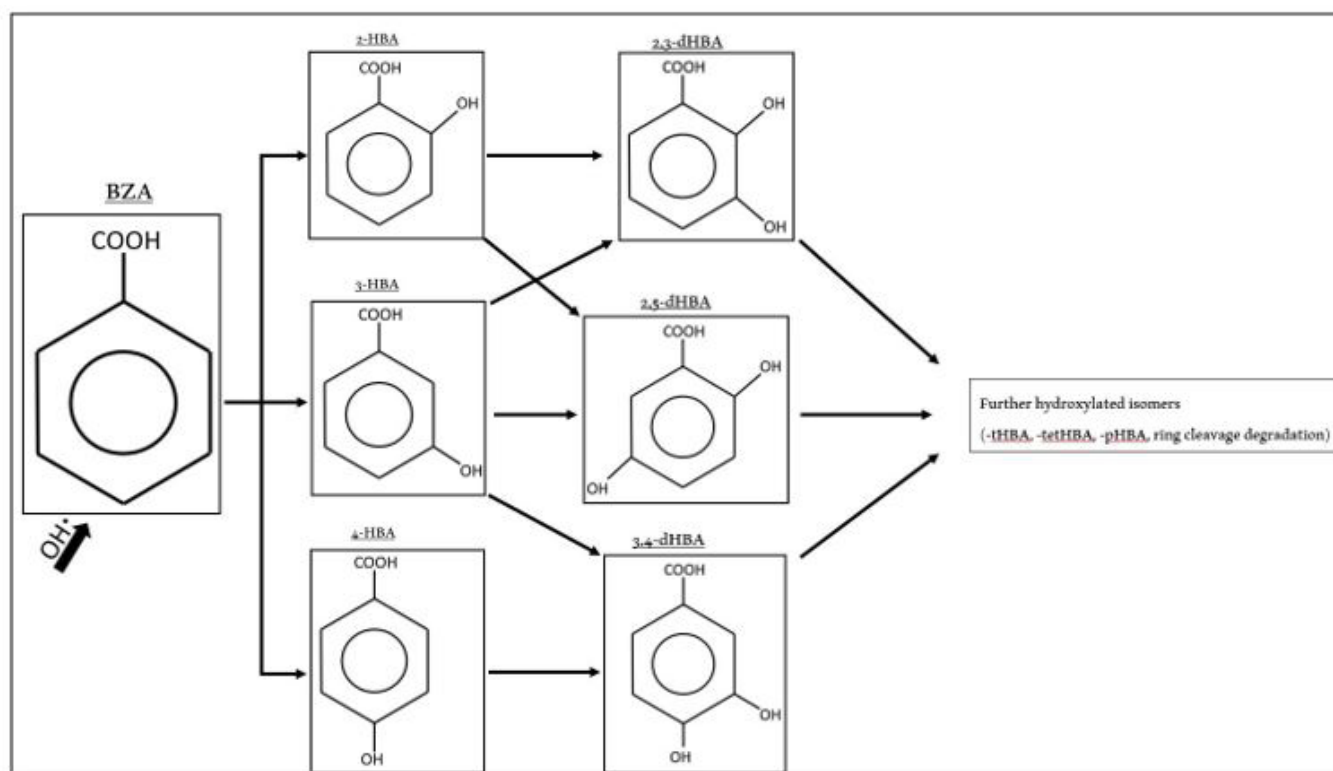 BZA
COOH
OH•
2-HBA
COOH
OH
3-HBA
COOH
OH
4-HBA
COOH
OH
2,3-dHBA
COOH
OH
OH
2,5-dHBA
COOH
OH
OH
3,4-dHBA
COOH
OH
OH
Further hydroxylated isomers
(-tHBA, -tetHBA, -pHBA, ring cleavage degradation)